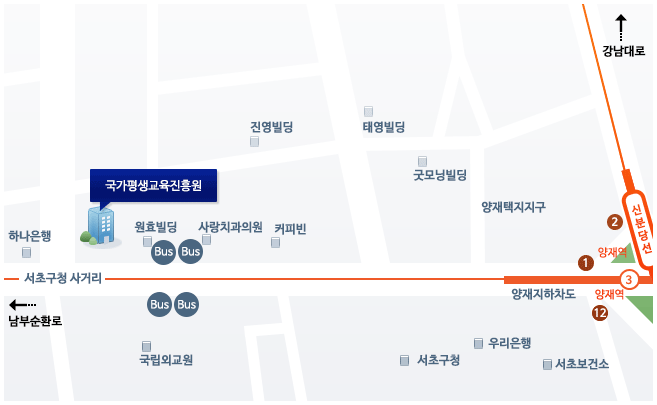 강남대로
진영빌딩
태영빌딩
굿모닝빌딩
국가평생교육진흥원
양재택지지구
신분당선
2
하나은행
원효빌딩
사랑치과의원
커피빈
Bus
Bus
양재역
1
서초구청 사거리
3
양재지하차도
양재역
Bus
Bus
12
남부순환로
국립외교원
서초구청
우리은행
서초보건소